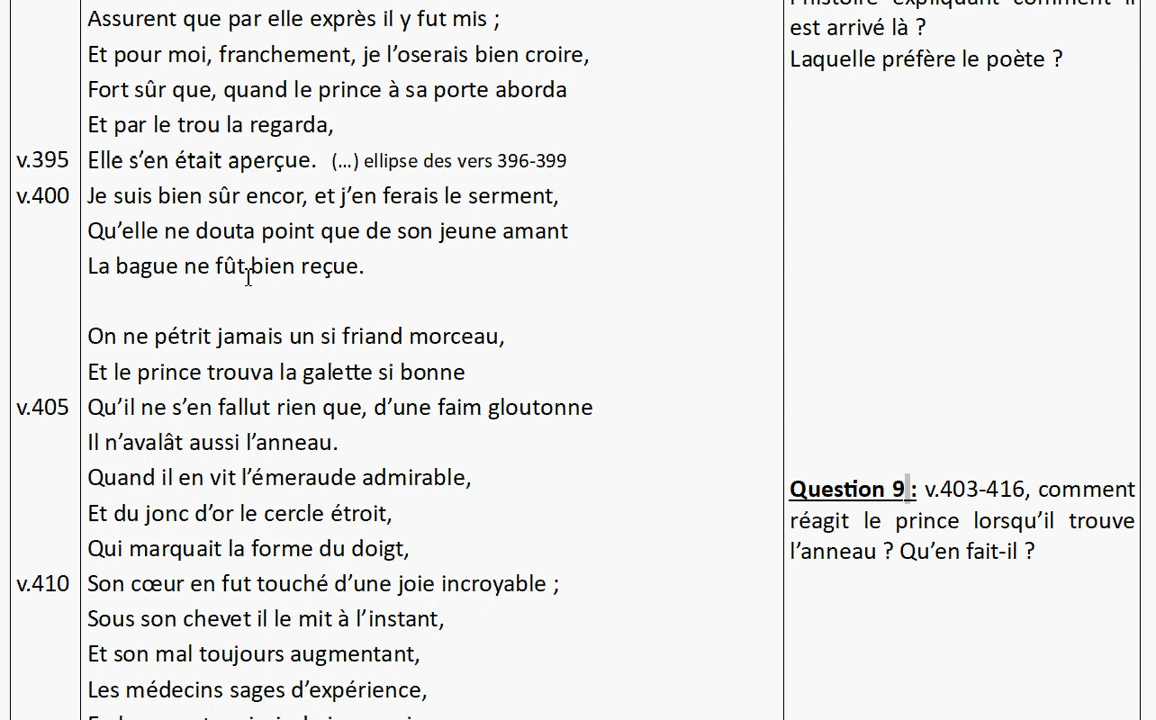 Assurent que par elle exprès il y fut mis ;
Et pour moi, franchement, je l’oserais bien croire,
Fort sûr que, quand le prince à sa porte aborda
Et par le trou la regarda,
v.395 Elle s’en était aperçue. (…) ellipse des vers 396-399
v.400 Je suis bien sûr encor, et j’en ferais le serment,
Qu’elle ne douta point que de son jeune amant
La bague ne fût bien reçue.
On ne pétrit jamais un si friand morceau,
Et le prince trouva la galette si bonne
v.405 Qu’il ne s’en fallut rien que, d’une faim gloutonne
Il n’avalât aussi l’anneau.
Quand il en vit l’émeraude admirable,
Et du jonc d’or le cercle étroit,
Qui marquait la forme du doigt,
v.410 Son cœur en fut touché d’une joie incroyable ;
Sous son chevet il le mit à l’instant,
Et son mal toujours augmentant,
Les médecins sages d’expérience,
l’histoire expliquant comment il
est arrivé là ?
Laquelle préfère le poète ?
Question 9 : v.403-416, comment
réagit le prince lorsqu’il trouve
l’anneau ? Qu’en fait-il ?